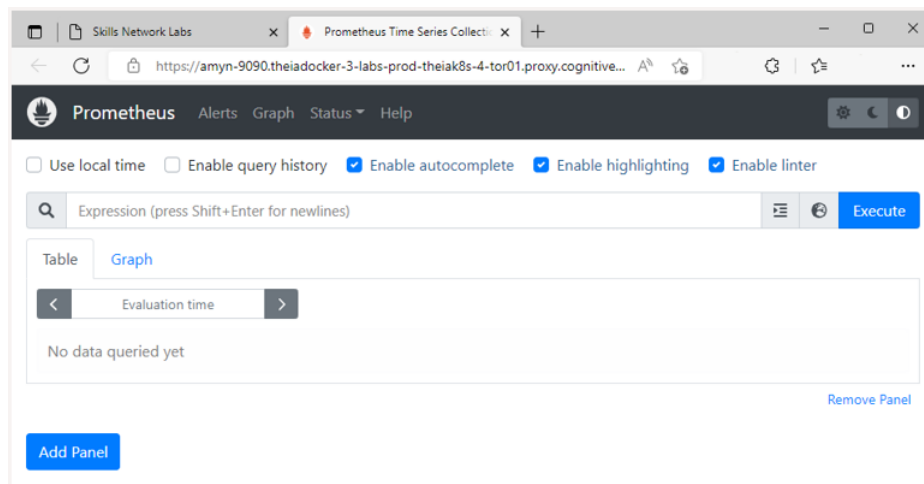 Skills Network Labs
Prometheus Time Series Collectic
https://amyn-9090.theiadocker-3-labs-prod-theiak8s-4-tor01.proxy.cognitive...
Prometheus Alerts Graph Status Help
Use local time Enable query history Enable autocomplete Enable highlighting Enable linter
Expression (press Shift+Enter for newlines) Execute
Table Graph
Evaluation time
No data queried yet
Remove Panel
Add Panel